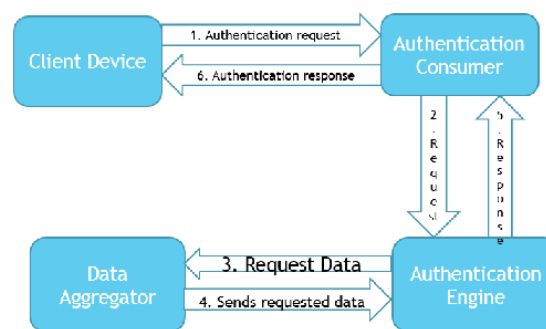 1. Authentication request
Client Device
Authentication
Consumer
6. Authentication response
2. Request
5. Response
3. Request Data
Data
Aggregator
4. Sends requested data
Authentication
Engine